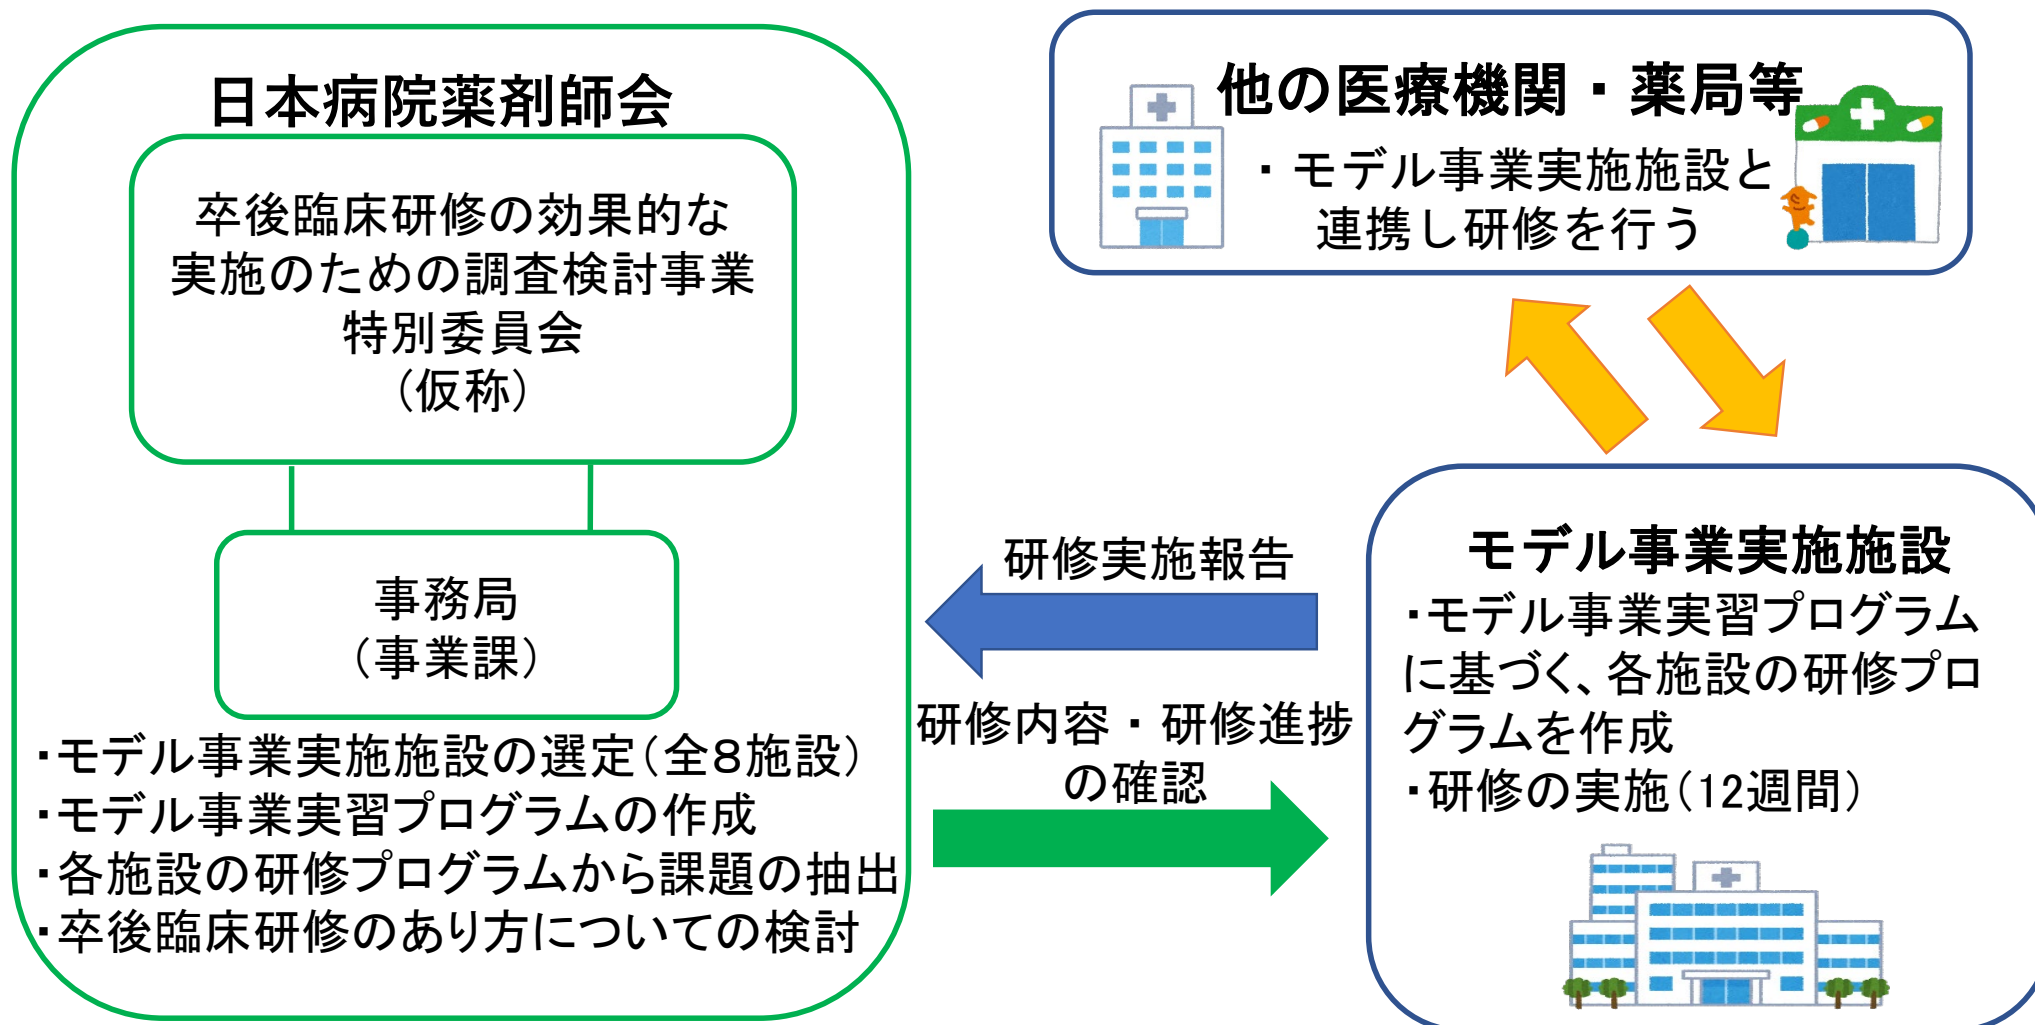 日本病院薬剤師会
卒後臨床研修の効果的な
実施のための調査検討事業
特別委員会
（仮称）
事務局
（事業課）
・モデル事業実施施設の選定（全８施設）
・モデル事業実習プログラムの作成
・各施設の研修プログラムから課題の抽出
・卒後臨床研修のあり方についての検討
他の医療機関・薬局等
・モデル事業実施施設と
連携し研修を行う
研修実施報告
研修内容・研修進捗
の確認
モデル事業実施施設
・モデル事業実習プログラム
に基づく、各施設の研修プロ
グラムを作成
・研修の実施（12週間）